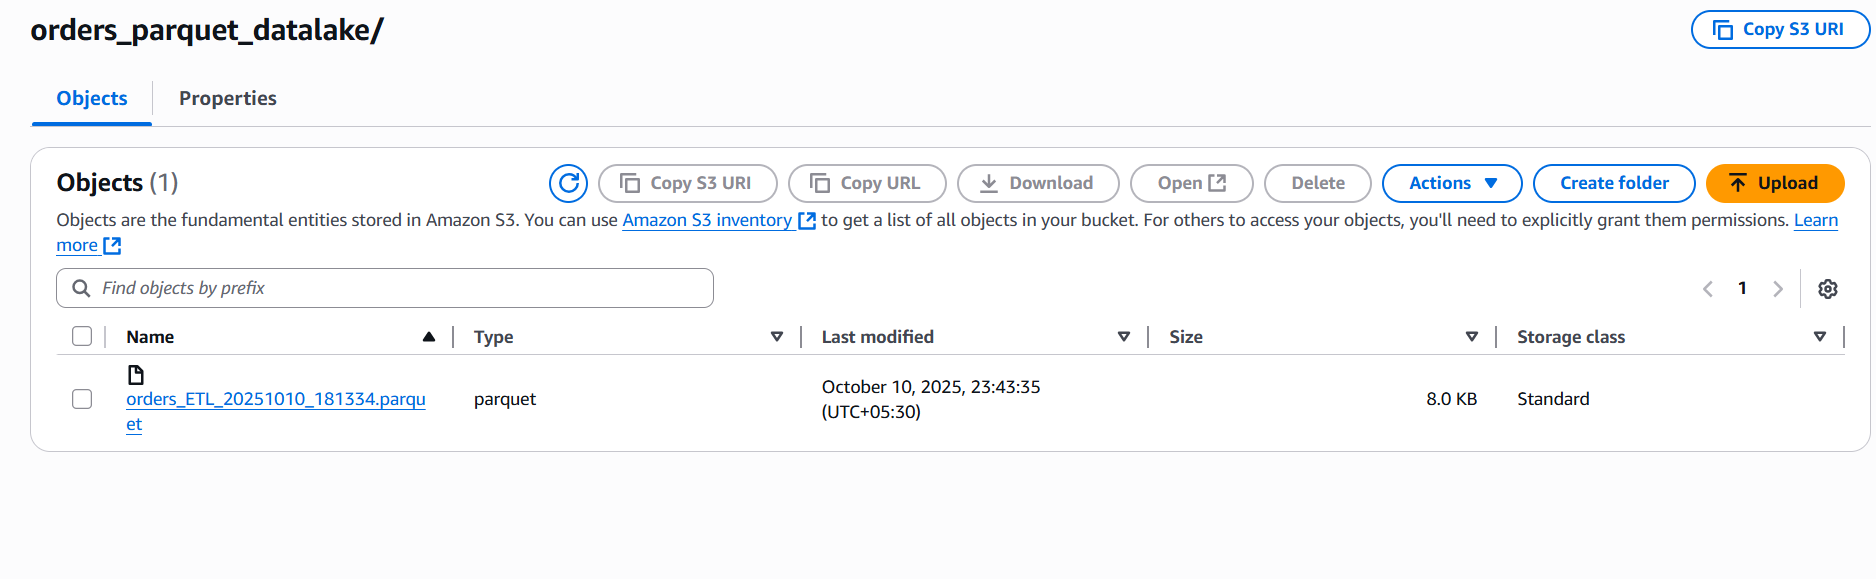 orders_parquet_datalake/
Copy S3 URI
Objects
Properties
Objects (1)
Copy S3 URI
Copy URL
Download
Open
Delete
Actions
Create folder
Upload
Objects are the fundamental entities stored in Amazon S3. You can use Amazon S3 inventory to get a list of all objects in your bucket. For others to access your objects, you'll need to explicitly grant them permissions. Learn
more
Find objects by prefix
1
Name
Type
Last modified
Size
Storage class
orders_ETL_20251010_181334.parqu
et
parquet
October 10, 2025, 23:43:35
(UTC+05:30)
8.0 KB
Standard